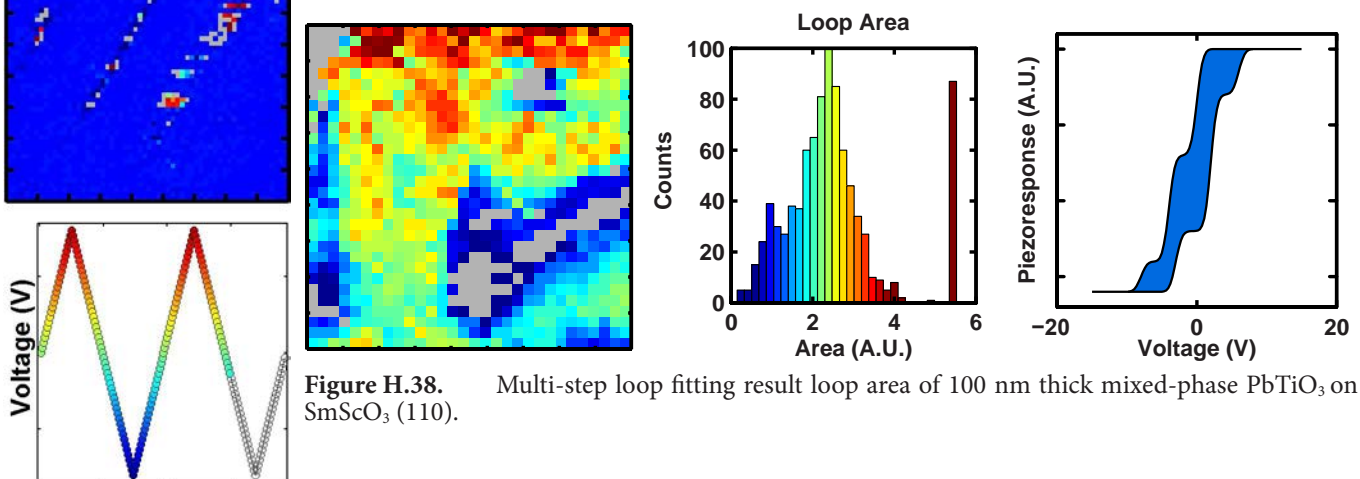 Loop Area
100
80
60
40
20
0
Counts
0 2 4 6
Area (A.U.)
Piezoresponse (A.U.)
−20 0 20
Voltage (V)
Voltage (V)
Figure H.38. Multi-step loop fitting result loop area of 100 nm thick mixed-phase PbTiO₃ on
SmScO₃ (110).